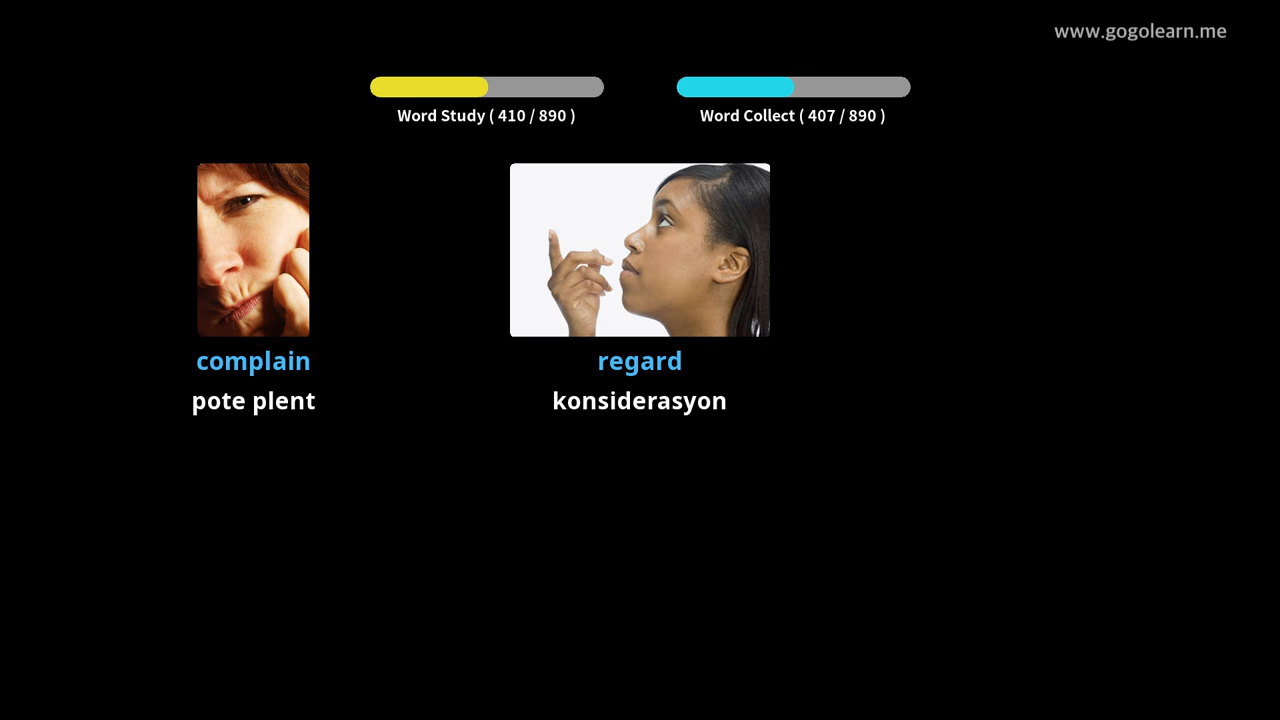 www.gogolearn.me
Word Study ( 410 / 890 )
Word Collect ( 407 / 890 )
complain
pote plent
regard
konsiderasyon